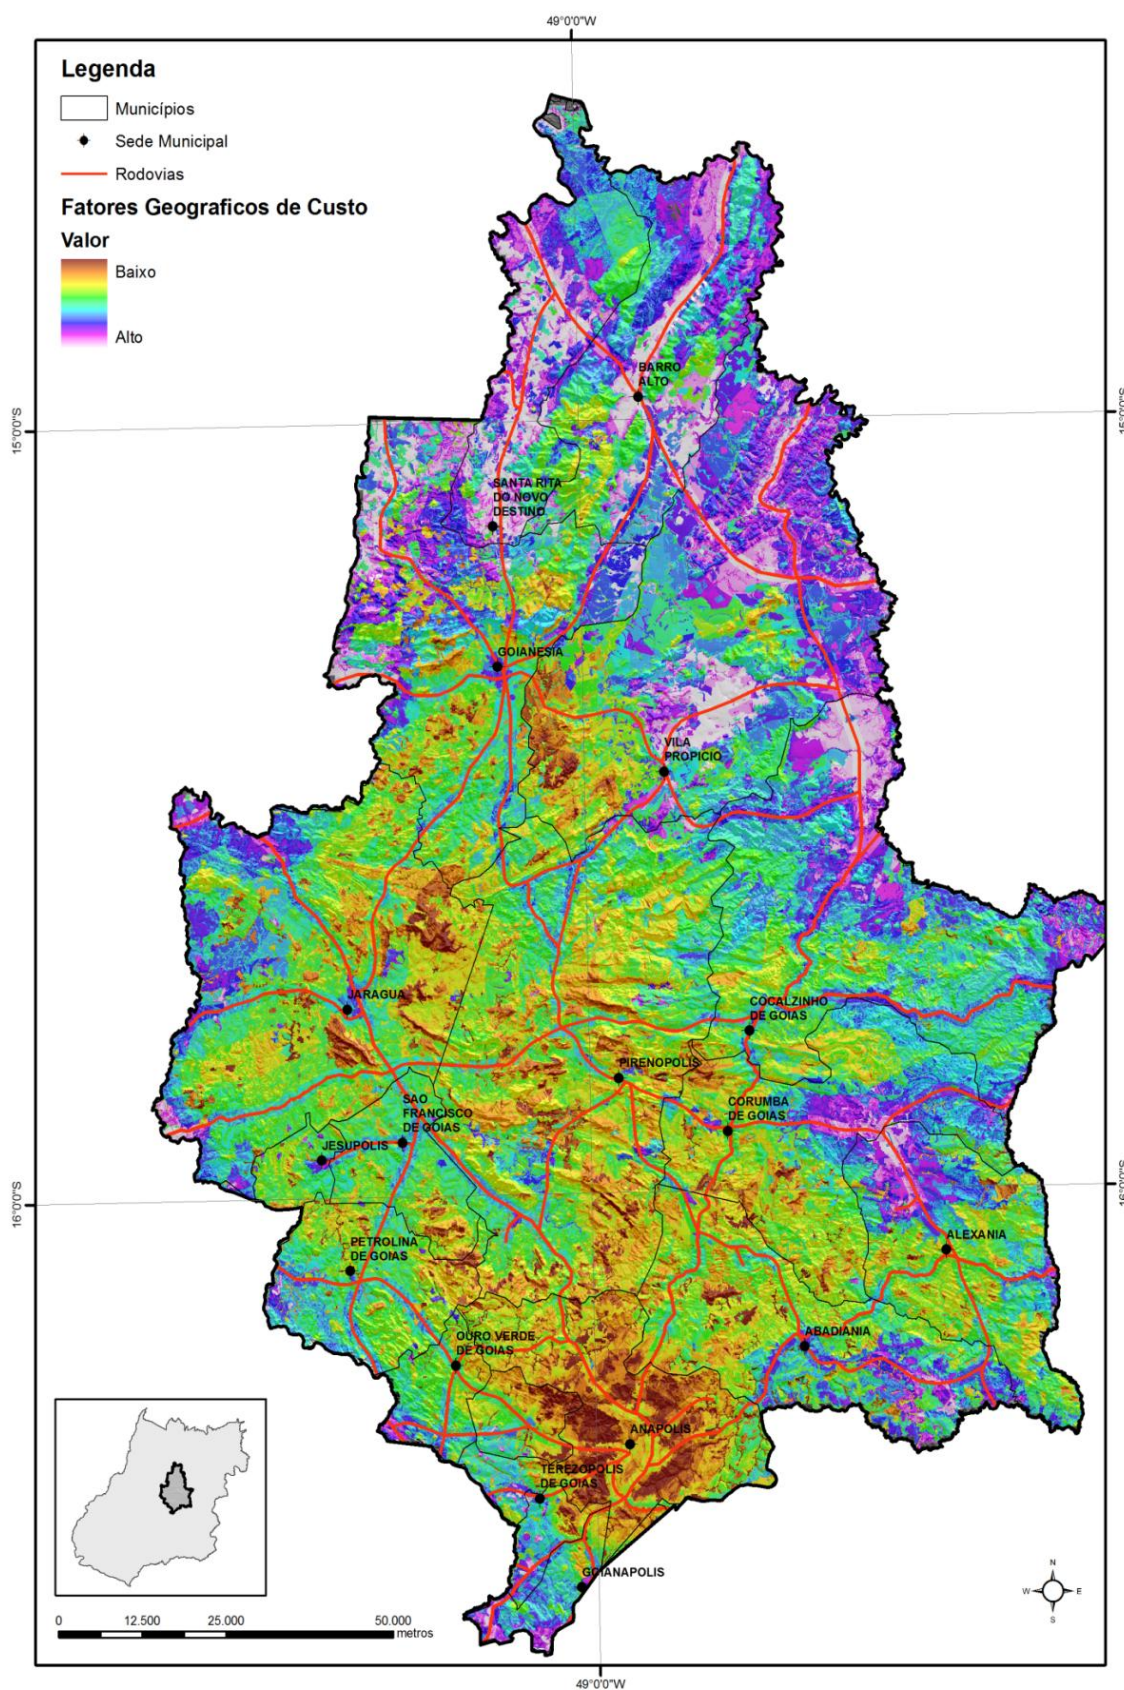 49°0'0"W
Legenda
Municípios
Sede Municipal
Rodovias
Fatores Geograficos de Custo
Valor
Baixo
Alto
BARRO
ALTO
15°0'0"S
15°0'0"S
SANTA RITA
DO NOVO
DESTINO
GOIANESIA
VILA
PROPICIO
JARAGUA
COCALZINHO
DE GOIAS
PIRENOPOLIS
SAO
FRANCISCO
DE GOIAS
CORUMBA
DE GOIAS
JESUPOLIS
16°0'0"S
16°0'0"S
PETROLINA
DE GOIAS
ALEXANIA
OURO VERDE
DE GOIAS
ABADIANIA
ANAPOLIS
TEREZOPOLIS
DE GOIAS
GOIANAPOLIS
N
W E
S
0 12.500 25.000 50.000
metros
49°0'0"W